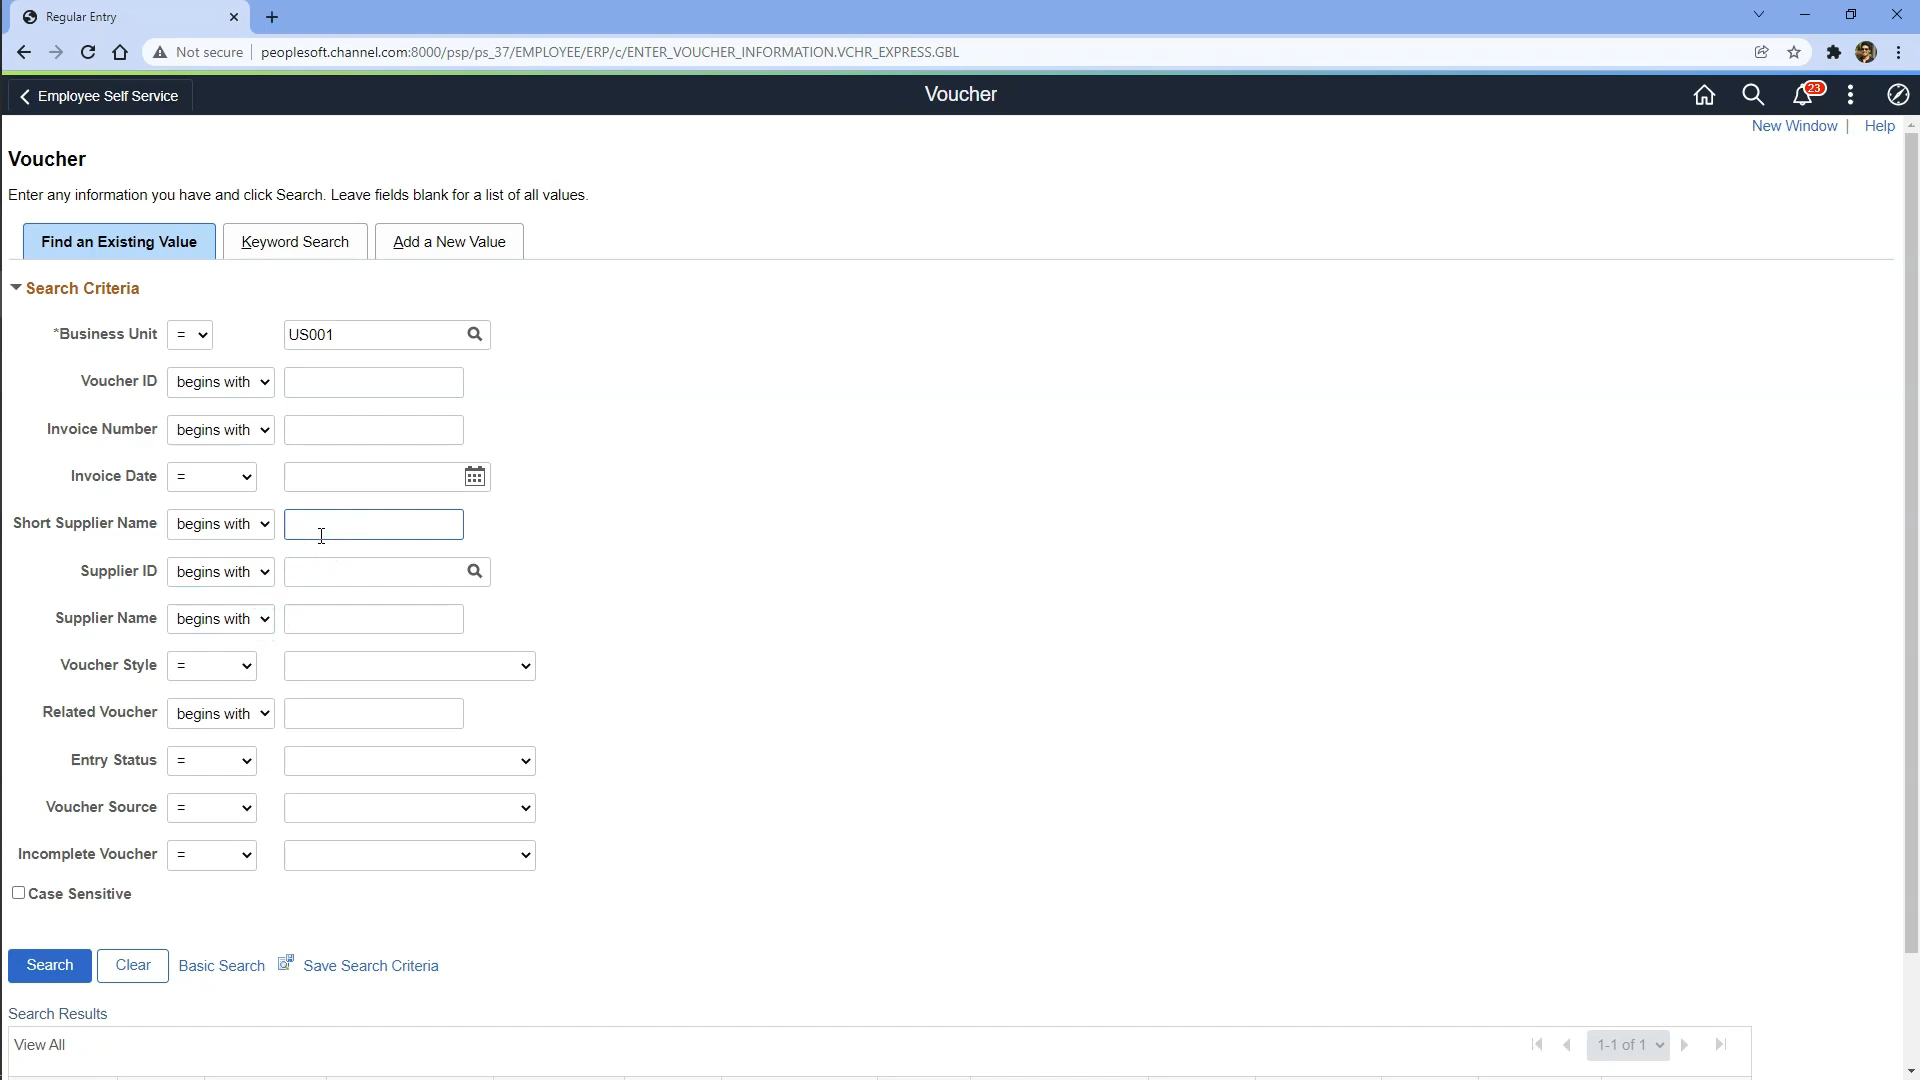 Regular Entry
Not secure peoplesoft.channel.com:8000/psp/ps_37/EMPLOYEE/ERP/c/ENTER_VOUCHER_INFORMATION.VCHR_EXPRESS.GBL
Employee Self Service
Voucher
23
New Window | Help
Voucher
Enter any information you have and click Search. Leave fields blank for a list of all values.
Find an Existing Value
Keyword Search
Add a New Value
Search Criteria
*Business Unit = US001
Voucher ID begins with
Invoice Number begins with
Invoice Date =
Short Supplier Name begins with
Supplier ID begins with
Supplier Name begins with
Voucher Style =
Related Voucher begins with
Entry Status =
Voucher Source =
Incomplete Voucher =
Case Sensitive
Search Clear Basic Search Save Search Criteria
Search Results
View All 1-1 of 1